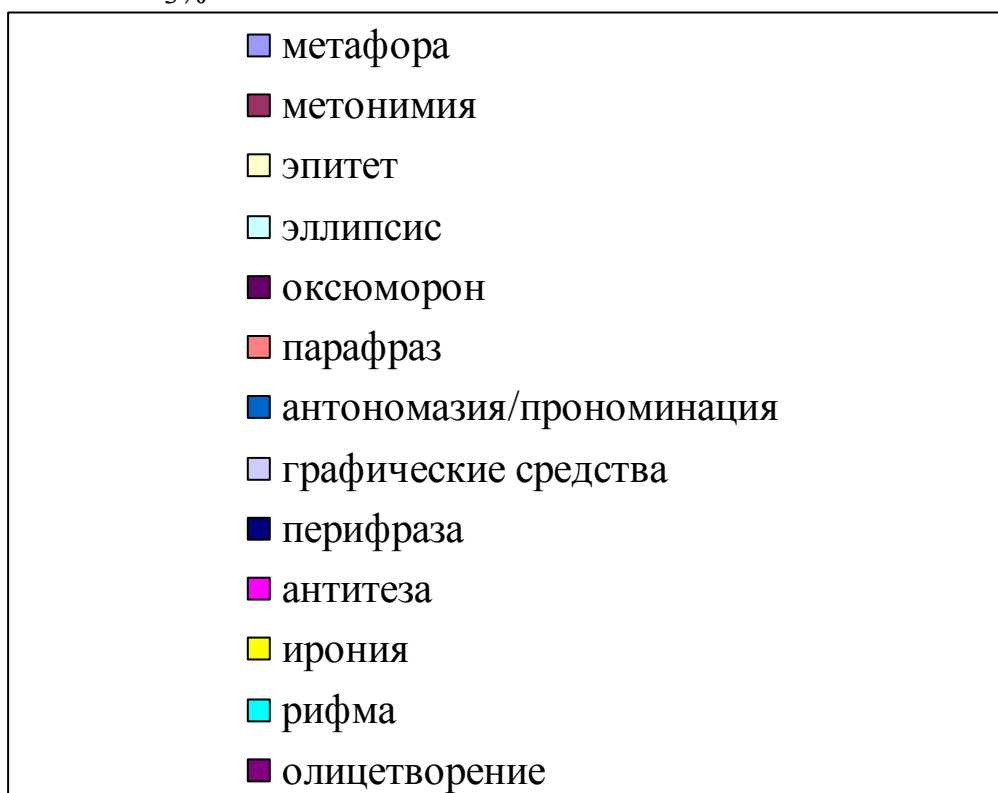 метафора
метонимия
эпитет
эллипсис
оксюморон
парафраз
антономазия/прономинация
графические средства
перифраза
антитеза
ирония
рифма
олицетворение